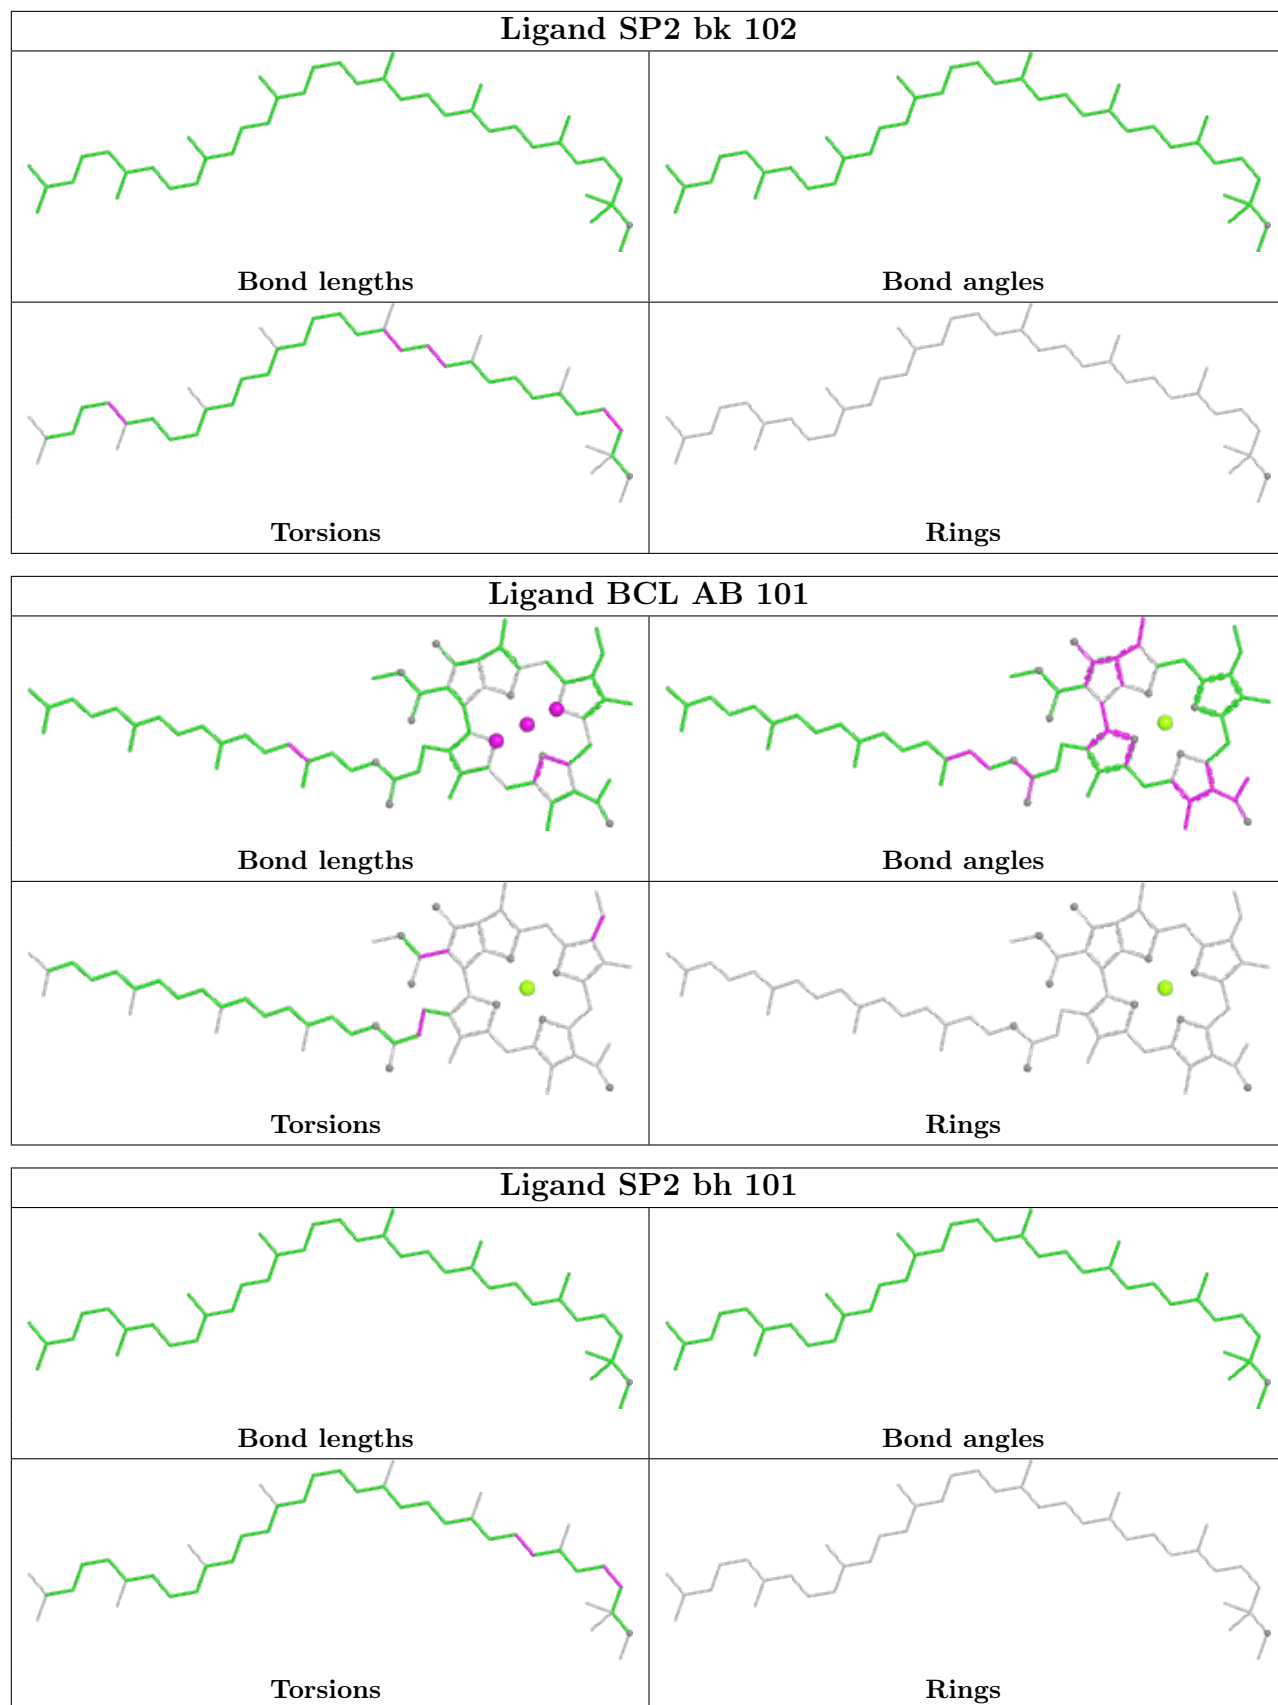 Ligand SP2 bk 102
Bond lengths
Bond angles
Torsions
Rings
Ligand BCL AB 101
Bond lengths
Bond angles
Torsions
Rings
Ligand SP2 bh 101
Bond lengths
Bond angles
Torsions
Rings